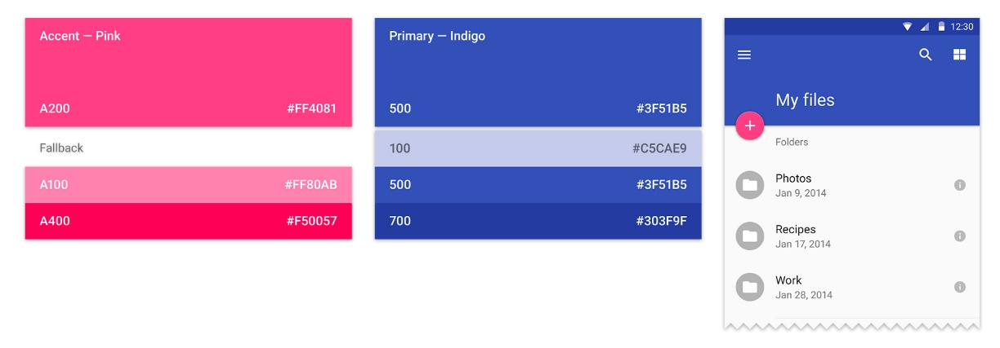 Accent — Pink
A200 #FF4081
Fallback
A100 #FF80AB
A400 #F50057
Primary — Indigo
500 #3F51B5
100 #C5CAE9
500 #3F51B5
700 #303F9F
12:30
My files
Folders
Photos
Jan 9, 2014
Recipes
Jan 17, 2014
Work
Jan 28, 2014